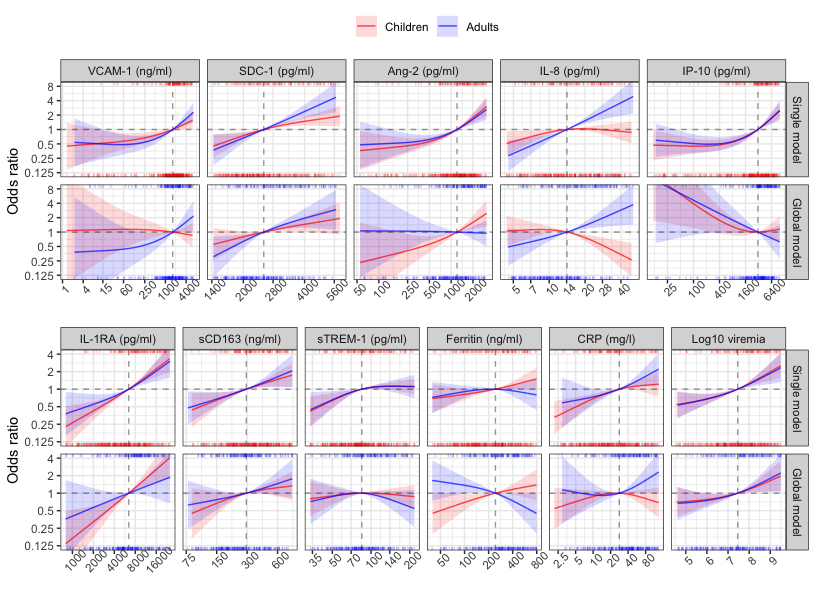 Children Adults
VCAM-1 (ng/ml) SDC-1 (pg/ml) Ang-2 (pg/ml) IL-8 (pg/ml) IP-10 (pg/ml)
8
4
2
1
0.5
0.25
0.125
Single model
Odds ratio
8
4
2
1
0.5
0.25
0.125
Global model
1 4 15 60 250 1000 4000 1400 2000 2800 4000 5600 50 100 250 500 1000 2000 5 7 10 14 20 28 40 25 100 400 1600 6400
IL-1RA (pg/ml) sCD163 (ng/ml) sTREM-1 (pg/ml) Ferritin (ng/ml) CRP (mg/l) Log10 viremia
4
2
1
0.5
0.25
0.125
Single model
Odds ratio
4
2
1
0.5
0.25
0.125
Global model
1000 2000 4000 8000 16000 75 150 300 600 35 50 70 100 140 200 50 100 200 400 800 2.5 5 10 20 40 80 5 6 7 8 9